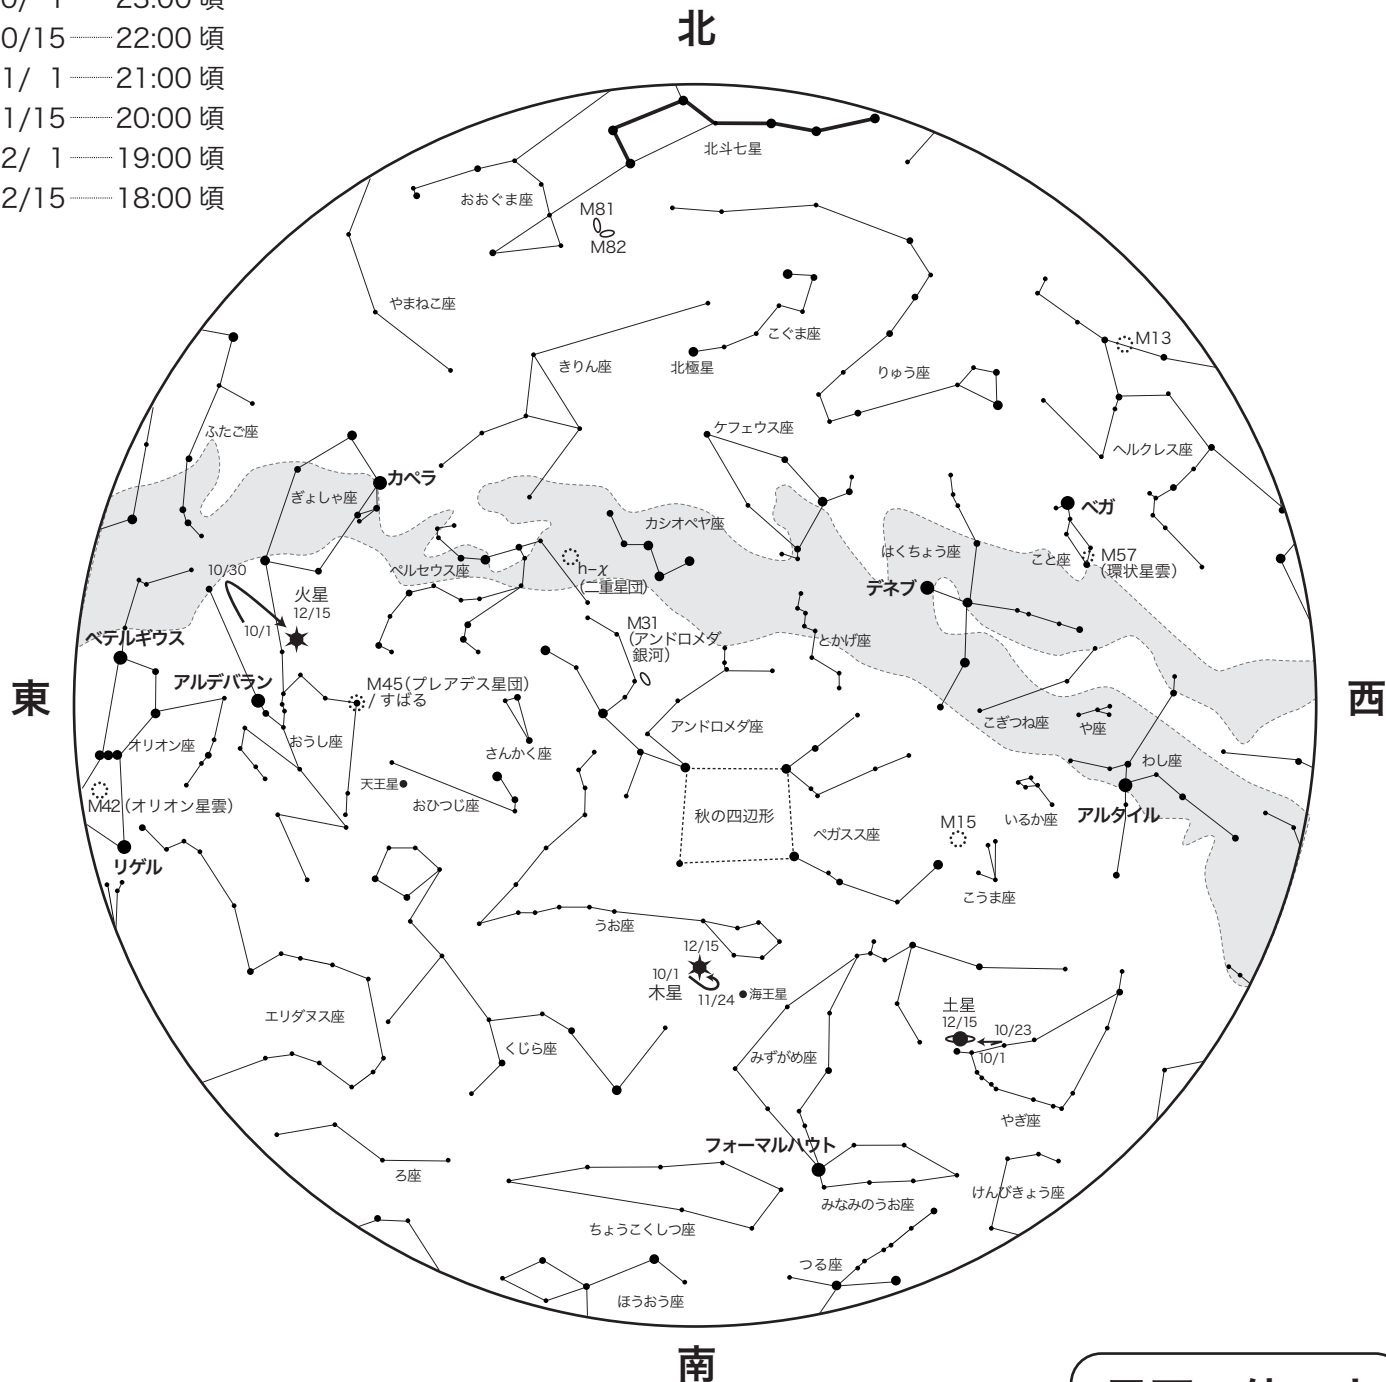 北
0/15 22:00 頃
1/ 1 21:00 頃
1/15 20:00 頃
2/ 1 19:00 頃
2/15 18:00 頃
北斗七星
おおぐま座
M81
M82
やまねこ座
こぐま座
北極星
きりん座
りゅう座
M13
ヘルクレス座
ふたご座
ケフェウス座
カペラ
ぎょしゃ座
カシオペヤ座
ベガ
はくちょう座
こと座
M57
（環状星雲）
ペルセウス座
h−χ
（二重星団）
デネブ
10/30
火星
12/15
10/1
M31
（アンドロメダ
銀河）
とかげ座
ベテルギウス
アルデバラン
M45（プレアデス星団）
/ すばる
東
西
オリオン座
おうし座
さんかく座
アンドロメダ座
こぎつね座
や座
わし座
天王星
おひつじ座
M42（オリオン星雲）
秋の四辺形
ペガスス座
M15
いるか座
アルタイル
リゲル
こうま座
うお座
12/15
10/1
木星
11/24
海王星
土星
12/15
10/23
10/1
エリダヌス座
くじら座
みずがめ座
やぎ座
フォーマルハウト
ろ座
みなみのうお座
けんびきょう座
ちょうこくしつ座
つる座
ほうおう座
南